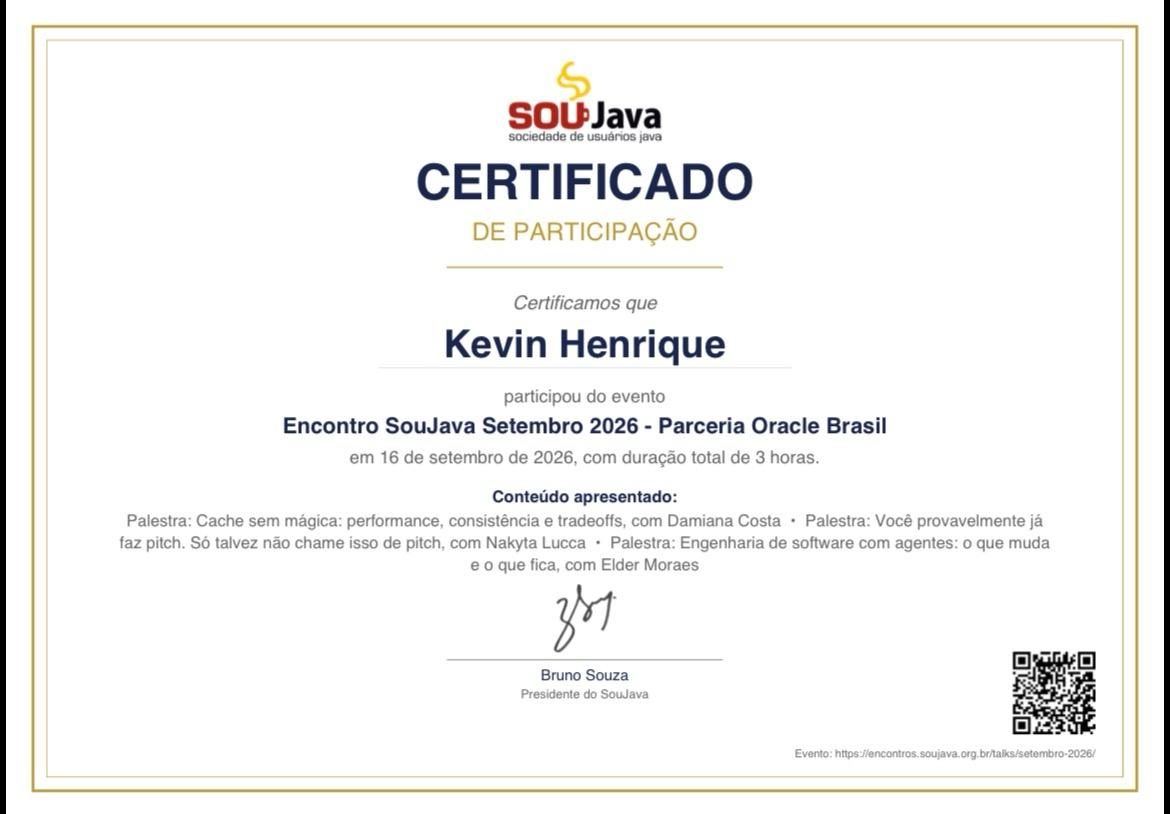 SOUJava
sociedade de usuários java
CERTIFICADO
DE PARTICIPAÇÃO
Certificamos que
Kevin Henrique
participou do evento
Encontro SouJava Setembro 2026 - Parceria Oracle Brasil
em 16 de setembro de 2026, com duração total de 3 horas.
Conteúdo apresentado:
Palestra: Cache sem mágica: performance, consistência e tradeoffs, com Damiana Costa • Palestra: Você provavelmente já
faz pitch. Só talvez não chame isso de pitch, com Nakyta Lucca • Palestra: Engenharia de software com agentes: o que muda
e o que fica, com Elder Moraes
Bruno Souza
Presidente do SouJava
Evento: https://encontros.soujava.org.br/talks/setembro-2026/